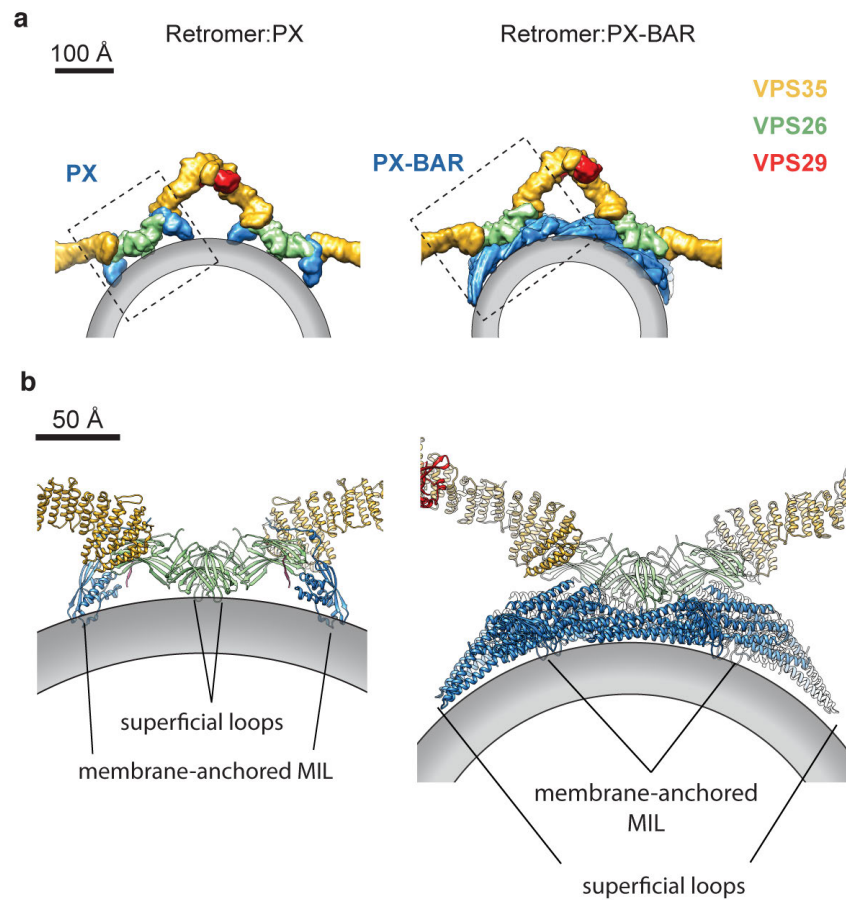 a
Retromer:PX
Retromer:PX-BAR
100 Å
VPS35
VPS26
VPS29
PX
PX-BAR
b
50 Å
superficial loops
membrane-anchored MIL
membrane-anchored
MIL
superficial loops